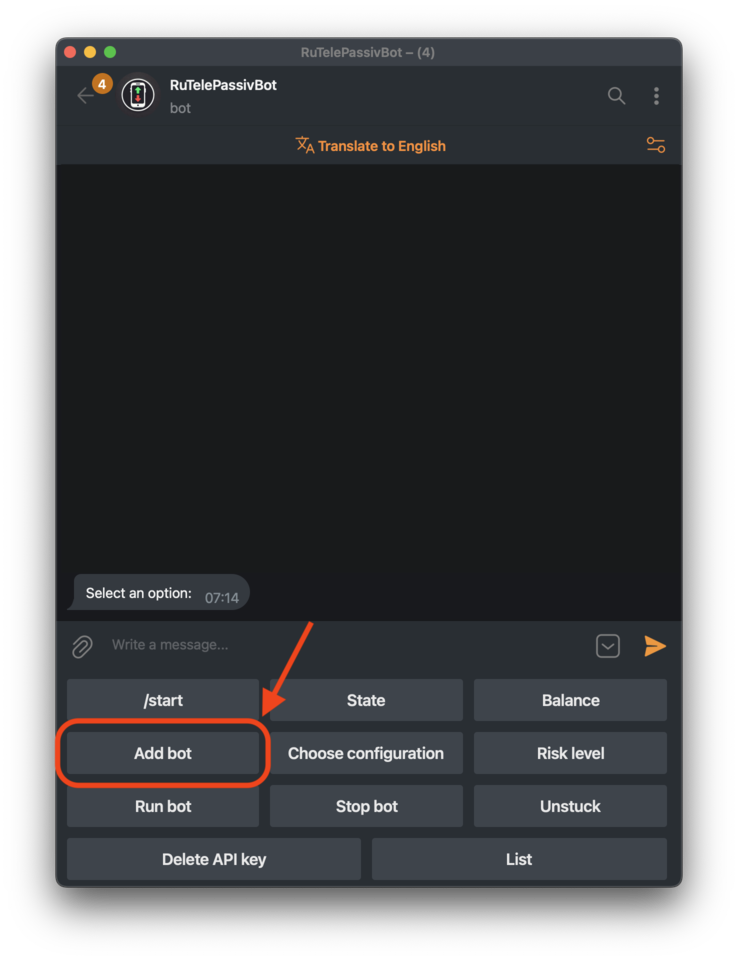 RuTelePassivBot – (4)
4
RuTelePassivBot
bot
Translate to English
Select an option: 07:14
Write a message...
/start State Balance
Add bot Choose configuration Risk level
Run bot Stop bot Unstuck
Delete API key List